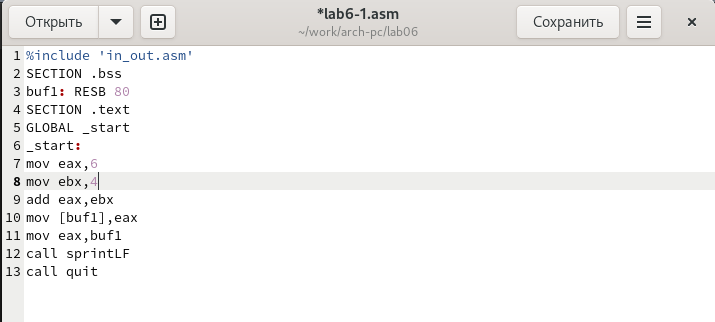 Открыть
*lab6-1.asm
~/work/arch-pc/lab06
Сохранить
1 %include 'in_out.asm'
2 SECTION .bss
3 buf1: RESB 80
4 SECTION .text
5 GLOBAL _start
6 _start:
7 mov eax,6
8 mov ebx,4
9 add eax,ebx
10 mov [buf1],eax
11 mov eax,buf1
12 call sprintLF
13 call quit